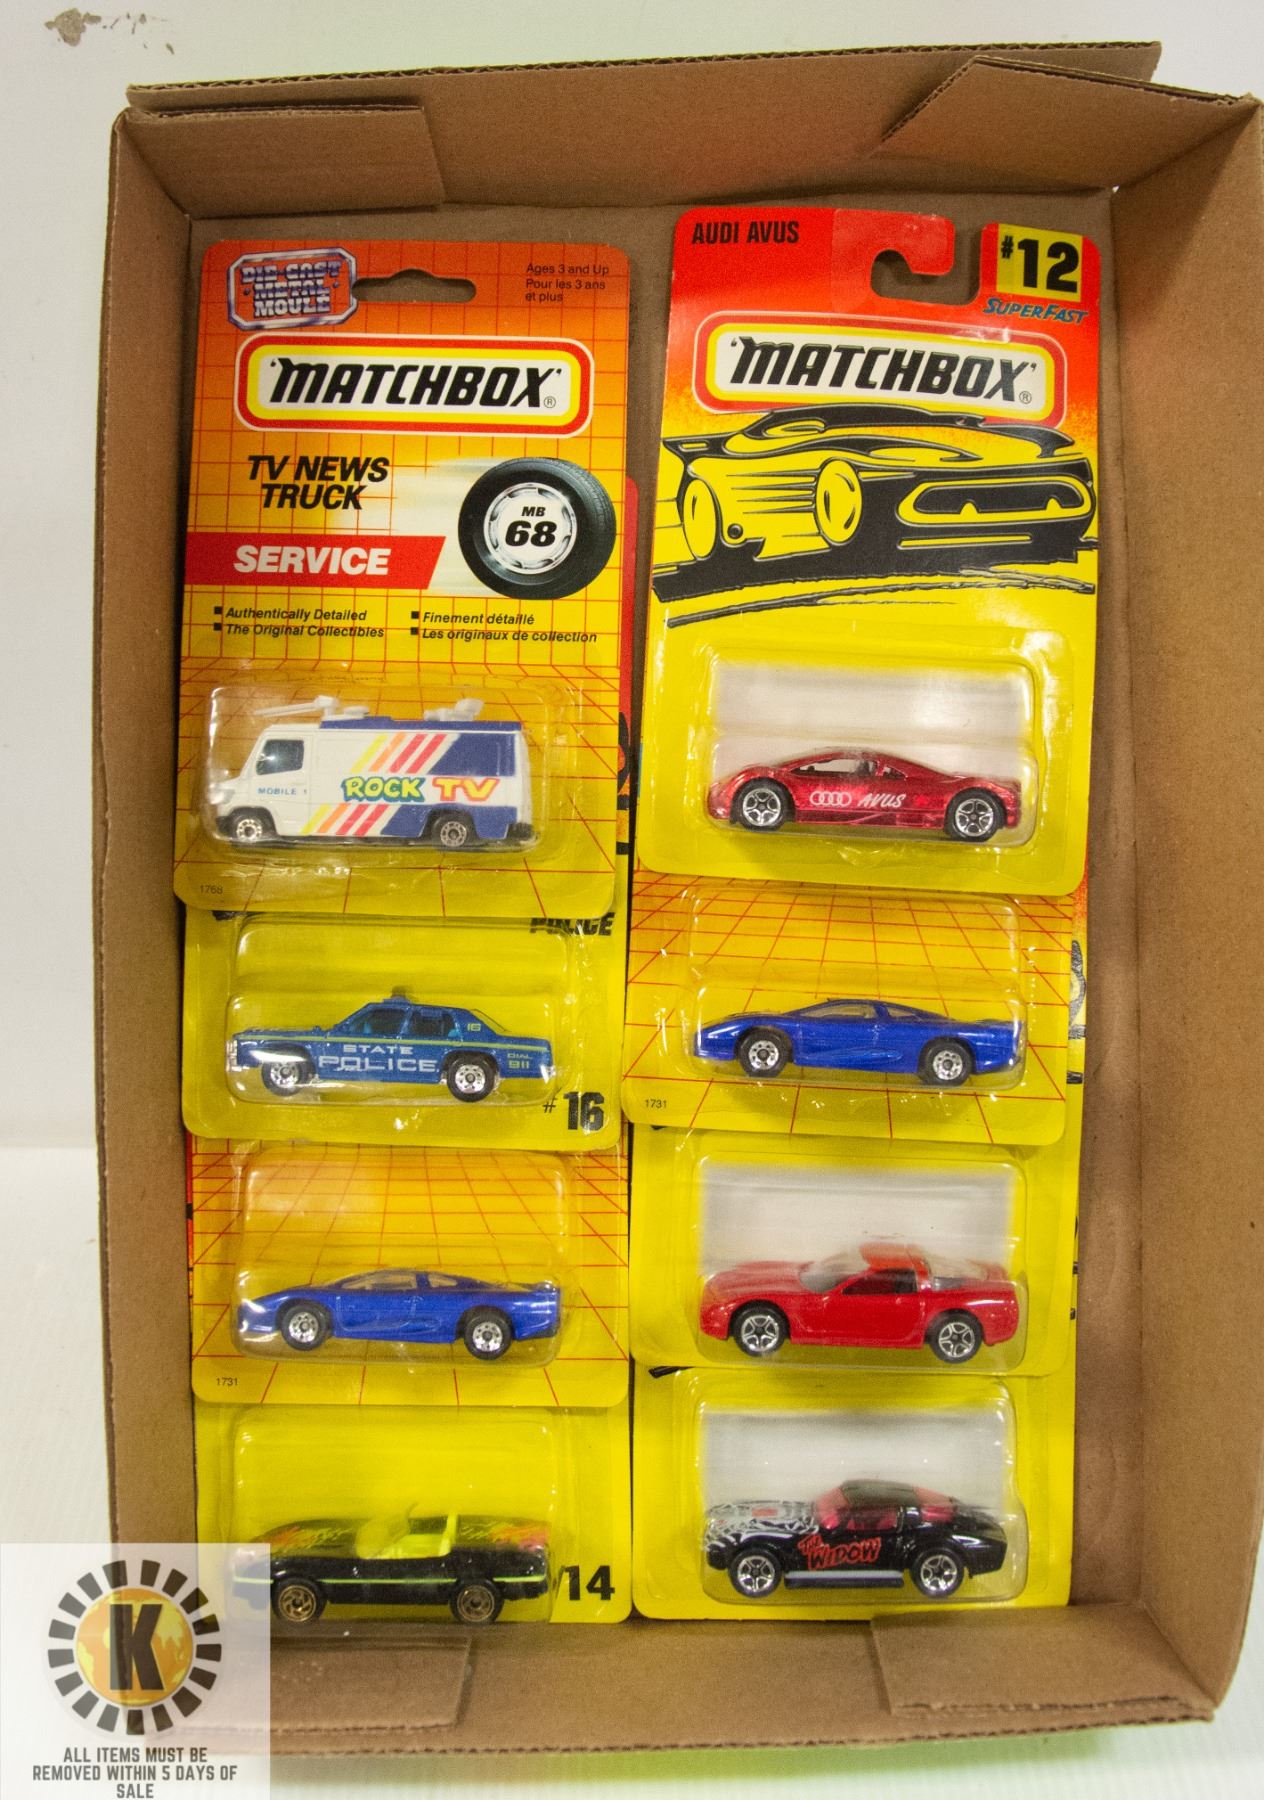 DIE-CAST
METAL
MOULÉ
Ages 3 and Up
Pour les 3 ans
et plus
'MATCHBOX'®
TV NEWS
TRUCK
MB
68
SERVICE
Authentically Detailed
The Original Collectibles
Finement détaillé
Les originaux de collection
MOBILE 1
ROCK TV
1768
POLICE
16
STATE
POLICE
DIAL
911
#16
1731
/14
AUDI AVUS
#12
SUPERFAST
'MATCHBOX'®
AVUS
1731
THE
WIDOW
K
ALL ITEMS MUST BE
REMOVED WITHIN 5 DAYS OF
SALE